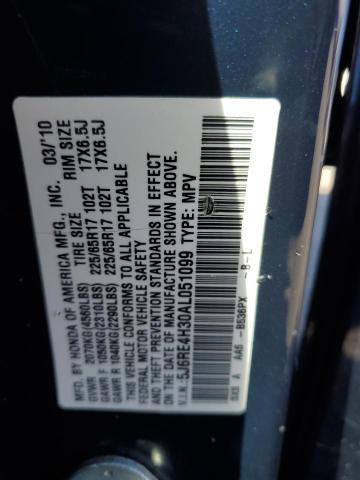 MFD. BY HONDA OF AMERICA MFG., INC. 03/'10
TIRE SIZE RIM SIZE
GVWR 2070KG(4560LBS)
GAWR F 1050KG(2310LBS) 225/65R17 102T 17X6.5J
GAWR R 1040KG(2290LBS) 225/65R17 102T 17X6.5J
THIS VEHICLE CONFORMS TO ALL APPLICABLE
FEDERAL MOTOR VEHICLE SAFETY
AND THEFT PREVENTION STANDARDS IN EFFECT
ON THE DATE OF MANUFACTURE SHOWN ABOVE.
V.I.N: 5J6RE4H30AL051099 TYPE: MPV
A AA6 -B536PX -B-L